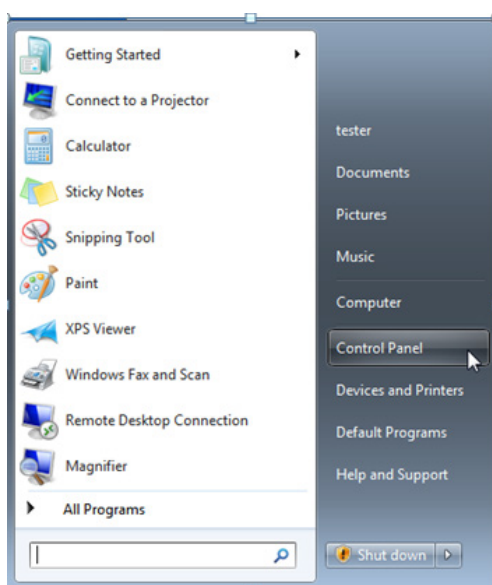 Getting Started
Connect to a Projector
Calculator
Sticky Notes
Snipping Tool
Paint
XPS Viewer
Windows Fax and Scan
Remote Desktop Connection
Magnifier
All Programs
tester
Documents
Pictures
Music
Computer
Control Panel
Devices and Printers
Default Programs
Help and Support
Shut down